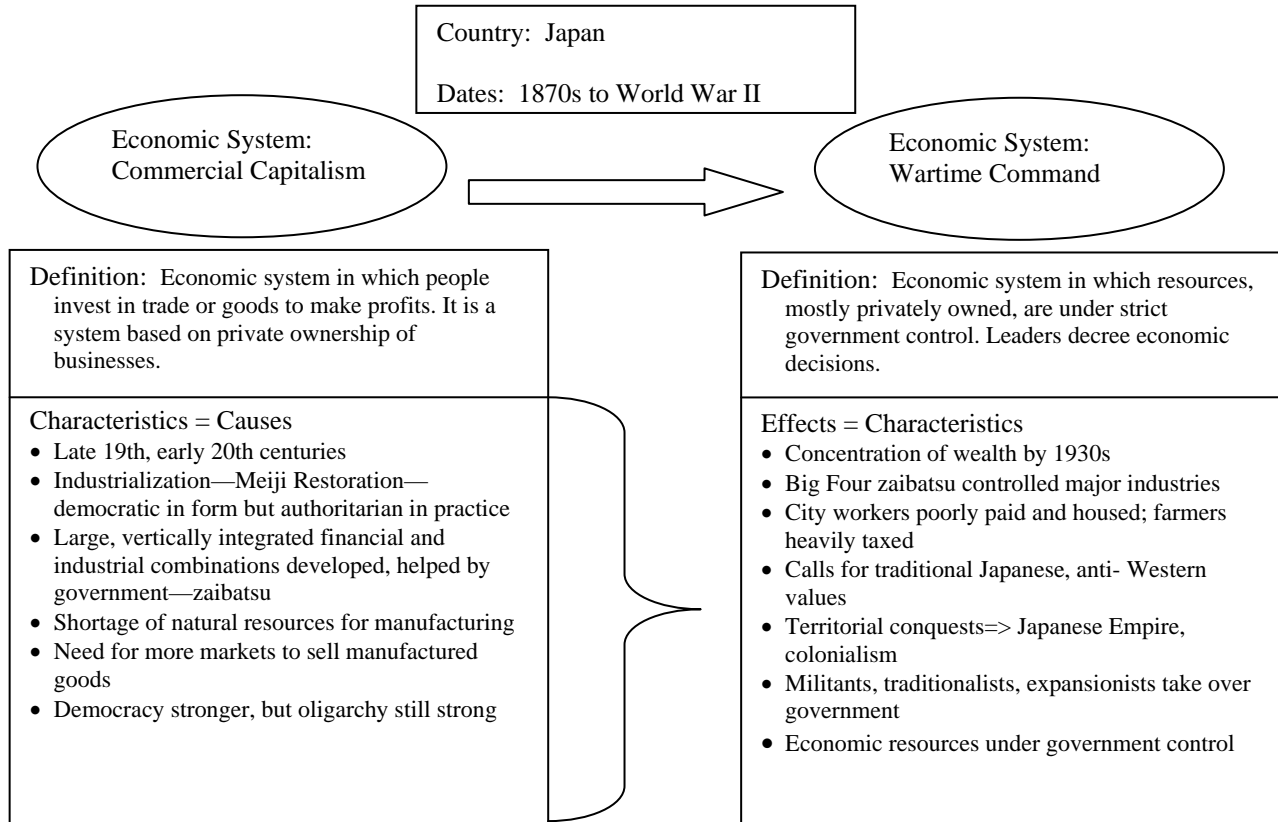 Country: Japan
Dates: 1870s to World War II
Economic System:
Commercial Capitalism
Economic System:
Wartime Command
Definition: Economic system in which people
invest in trade or goods to make profits. It is a
system based on private ownership of
businesses.
Characteristics = Causes
• Late 19th, early 20th centuries
• Industrialization—Meiji Restoration—
democratic in form but authoritarian in practice
• Large, vertically integrated financial and
industrial combinations developed, helped by
government—zaibatsu
• Shortage of natural resources for manufacturing
• Need for more markets to sell manufactured
goods
• Democracy stronger, but oligarchy still strong
Definition: Economic system in which resources,
mostly privately owned, are under strict
government control. Leaders decree economic
decisions.
Effects = Characteristics
• Concentration of wealth by 1930s
• Big Four zaibatsu controlled major industries
• City workers poorly paid and housed; farmers
heavily taxed
• Calls for traditional Japanese, anti- Western
values
• Territorial conquests=> Japanese Empire,
colonialism
• Militants, traditionalists, expansionists take over
government
• Economic resources under government control